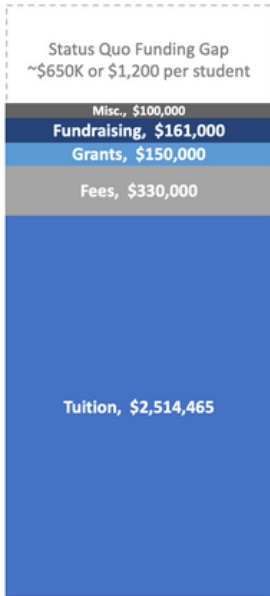 Status Quo Funding Gap
~$650K or $1,200 per student
Misc., $100,000
Fundraising, $161,000
Grants, $150,000
Fees, $330,000
Tuition, $2,514,465